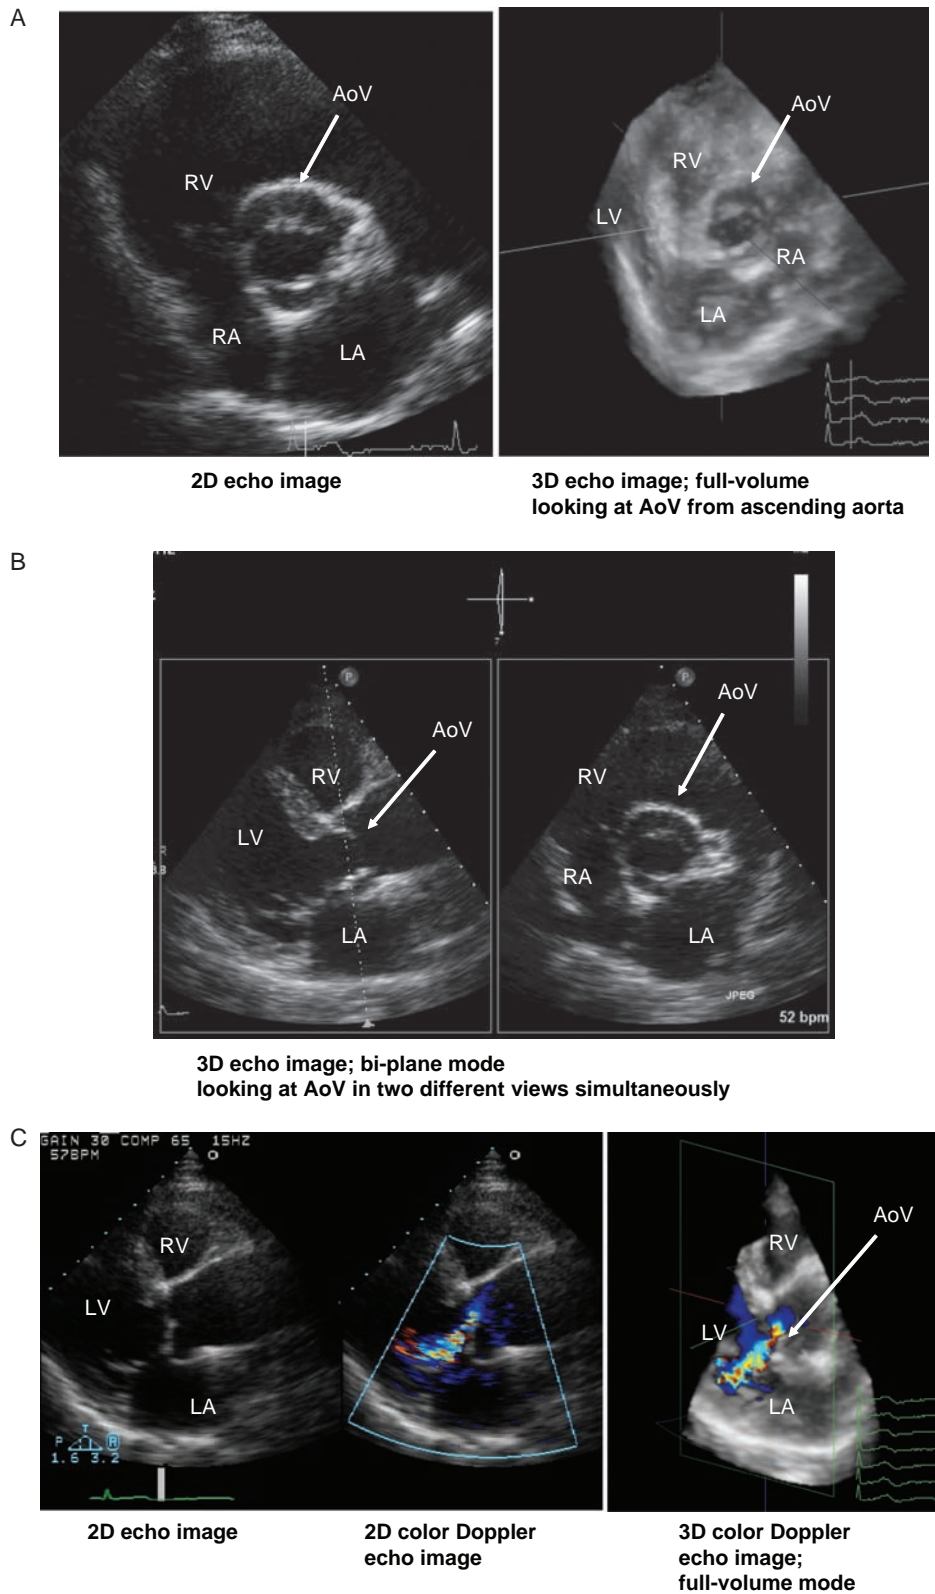 A
AoV
RV
RA
LA
AoV
RV
LV
RA
LA
2D echo image
3D echo image; full-volume
looking at AoV from ascending aorta
B
P
AoV
RV
LV
LA
P
AoV
RV
RA
LA
JPEG
52 bpm
3D echo image; bi-plane mode
looking at AoV in two different views simultaneously
C
GAIN 30 COMP 65 15HZ
57BPM
RV
LV
LA
T
P R
1.6 3.2
AoV
RV
LV
LA
2D echo image
2D color Doppler
echo image
3D color Doppler
echo image;
full-volume mode